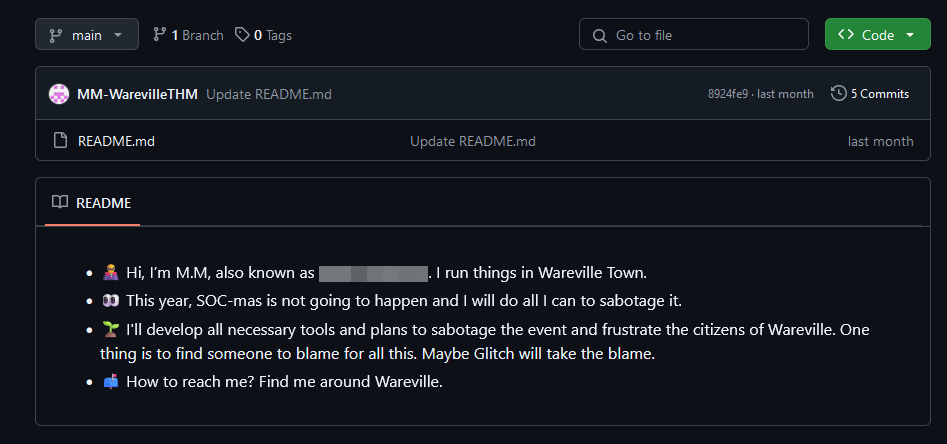 main
1 Branch
0 Tags
Go to file
Code
MM-WarevilleTHM Update README.md
8924fe9 · last month
5 Commits
README.md
Update README.md
last month
README
Hi, I'm M.M, also known as . I run things in Wareville Town.
This year, SOC-mas is not going to happen and I will do all I can to sabotage it.
I'll develop all necessary tools and plans to sabotage the event and frustrate the citizens of Wareville. One
thing is to find someone to blame for all this. Maybe Glitch will take the blame.
How to reach me? Find me around Wareville.